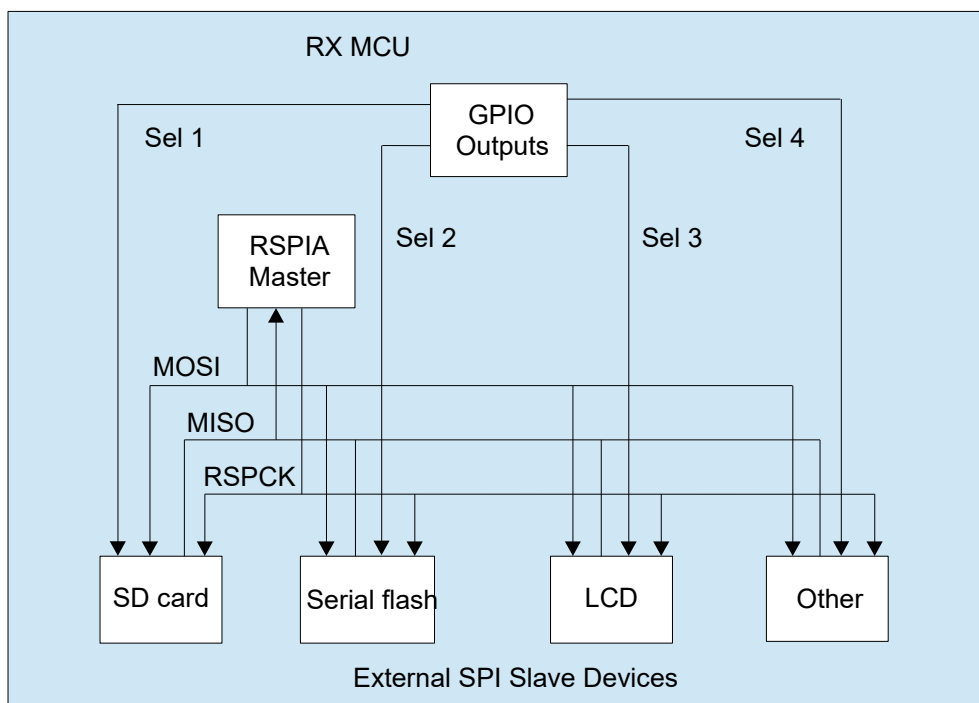 RX MCU
GPIO
Outputs
Sel 1
Sel 4
Sel 2
Sel 3
RSPIA
Master
MOSI
MISO
RSPCK
SD card
Serial flash
LCD
Other
External SPI Slave Devices